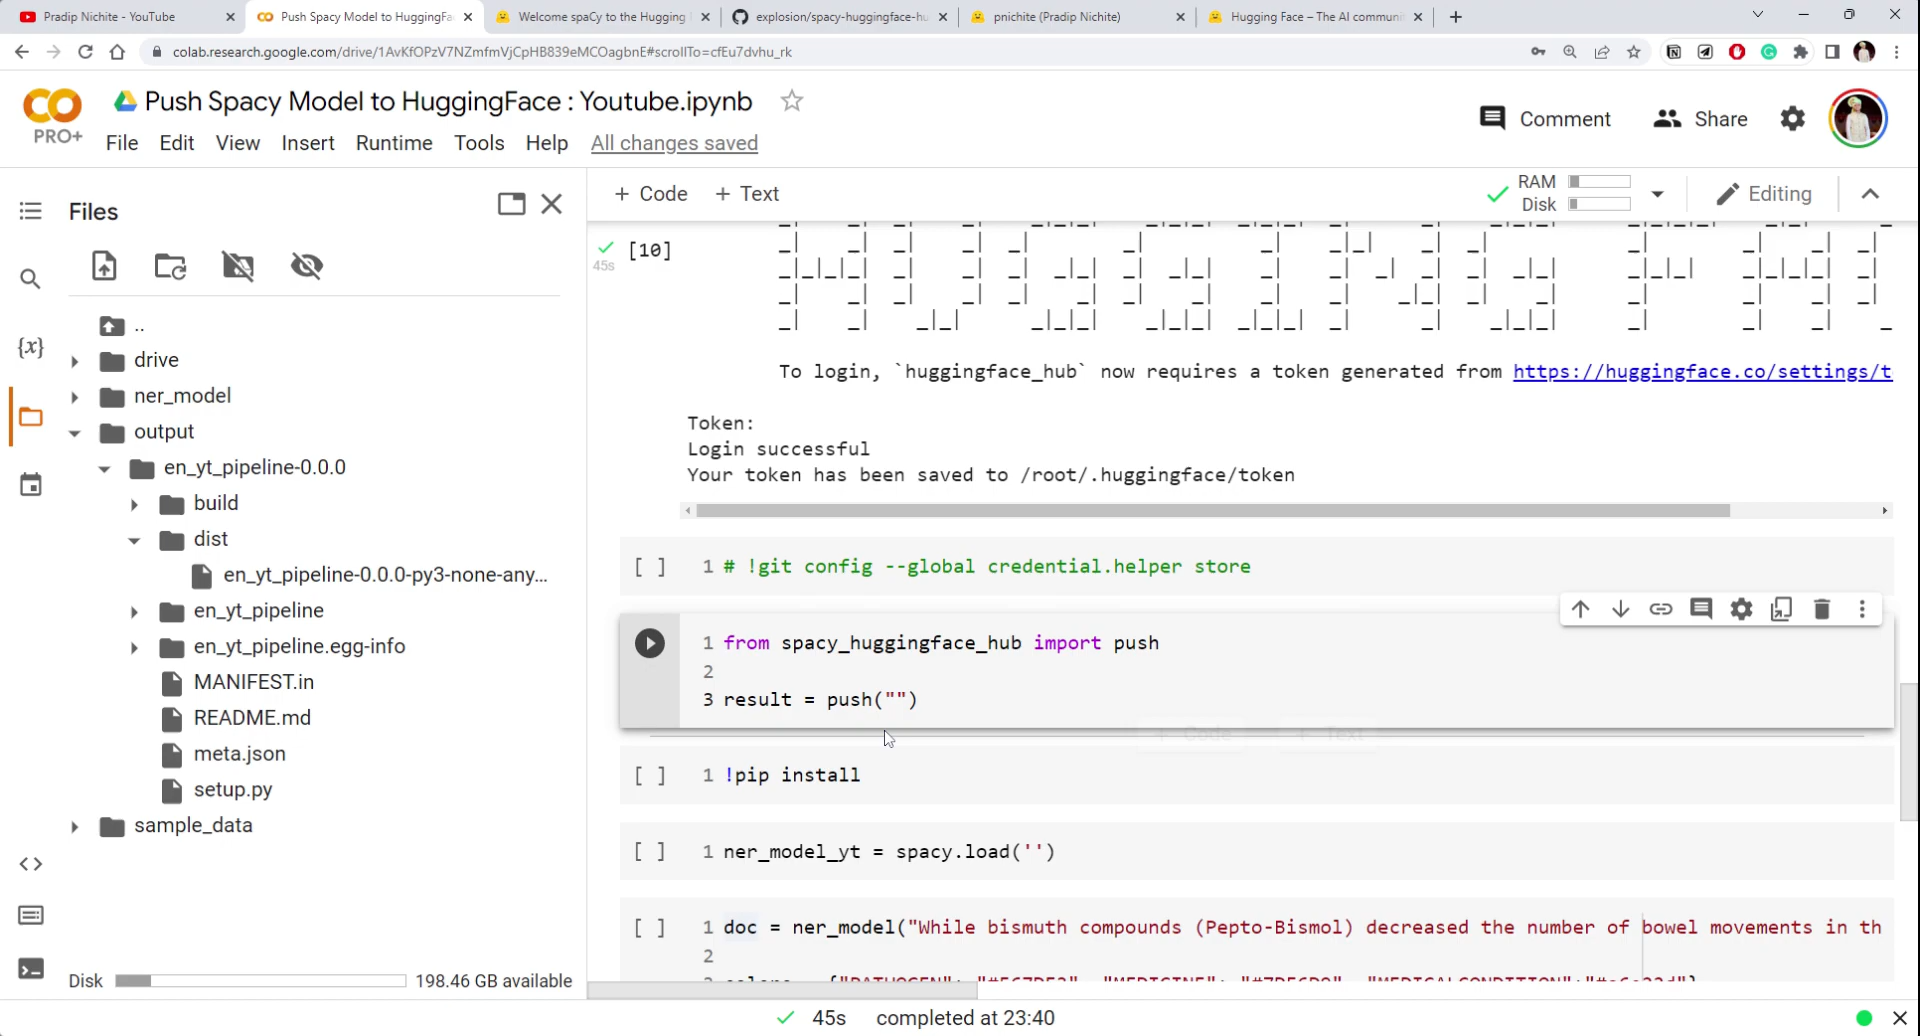 Pradip Nichite - YouTube
Push Spacy Model to HuggingFa
Welcome spaCy to the Hugging
explosion/spacy-huggingface-hu
pnichite (Pradip Nichite)
Hugging Face – The AI communi
colab.research.google.com/drive/1AvKfOPzV7NZmfmVjCpHB839eMCOagbnE#scrollTo=cfEu7dvhu_rk
CO
PRO+
Push Spacy Model to HuggingFace : Youtube.ipynb
Comment
Share
File Edit View Insert Runtime Tools Help All changes saved
Files
+ Code + Text
RAM
Disk
Editing
[10]
45s
..
drive
ner_model
output
en_yt_pipeline-0.0.0
build
dist
en_yt_pipeline-0.0.0-py3-none-any...
en_yt_pipeline
en_yt_pipeline.egg-info
MANIFEST.in
README.md
meta.json
setup.py
sample_data
Disk 198.46 GB available
To login, `huggingface_hub` now requires a token generated from https://huggingface.co/settings/t
Token:
Login successful
Your token has been saved to /root/.huggingface/token
[ ] 1 # !git config --global credential.helper store
1 from spacy_huggingface_hub import push
2
3 result = push("")
+ Code + Text
[ ] 1 !pip install
[ ] 1 ner_model_yt = spacy.load('')
[ ] 1 doc = ner_model("While bismuth compounds (Pepto-Bismol) decreased the number of bowel movements in th
2
45s completed at 23:40